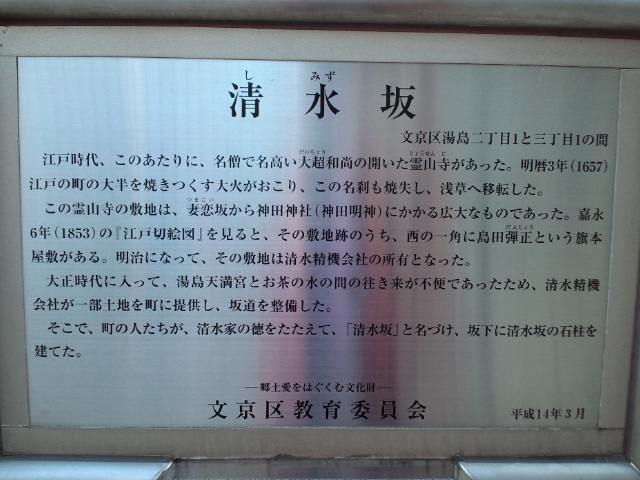 清水坂
文京区湯島二丁目1と三丁目1の間
江戸時代、このあたりに、名僧で名高い大超和尚の開いた霊山寺があった。明暦3年(1657)
江戸の町の大半を焼きつくす大火がおこり、この名刹も焼失し、浅草へ移転した。
この霊山寺の敷地は、妻恋坂から神田神社(神田明神)にかかる広大なものであった。嘉永
6年(1853)の『江戸切絵図』を見ると、その敷地跡のうち、西の一角に島田弾正という旗本
屋敷がある。明治になって、その敷地は清水精機会社の所有となった。
大正時代に入って、湯島天満宮とお茶の水の間の往き来が不便であったため、清水精機
会社が一部土地を町に提供し、坂道を整備した。
そこで、町の人たちが、清水家の徳をたたえて、「清水坂」と名づけ、坂下に清水坂の石柱を
建てた。
―郷土愛をはぐくむ文化財―
文京区教育委員会 平成14年3月